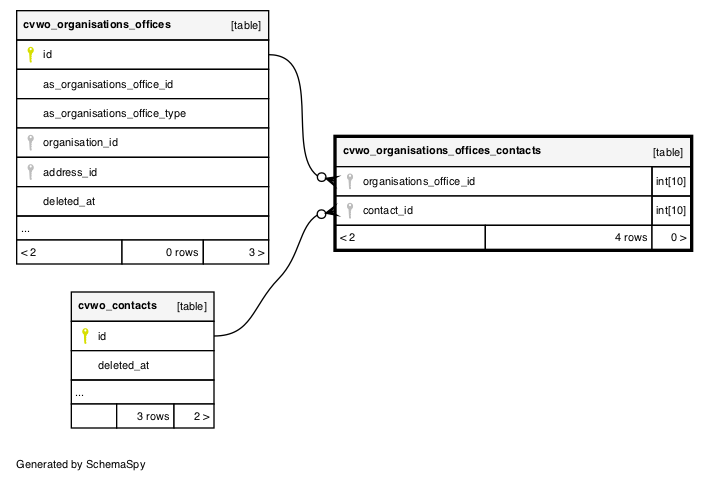 cvwo_organisations_offices [table]
id
as_organisations_office_id
as_organisations_office_type
organisation_id
address_id
deleted_at
...
< 2 0 rows 3 >
cvwo_organisations_offices_contacts [table]
organisations_office_id int[10]
contact_id int[10]
< 2 4 rows 0 >
cvwo_contacts [table]
id
deleted_at
...
3 rows 2 >
Generated by SchemaSpy